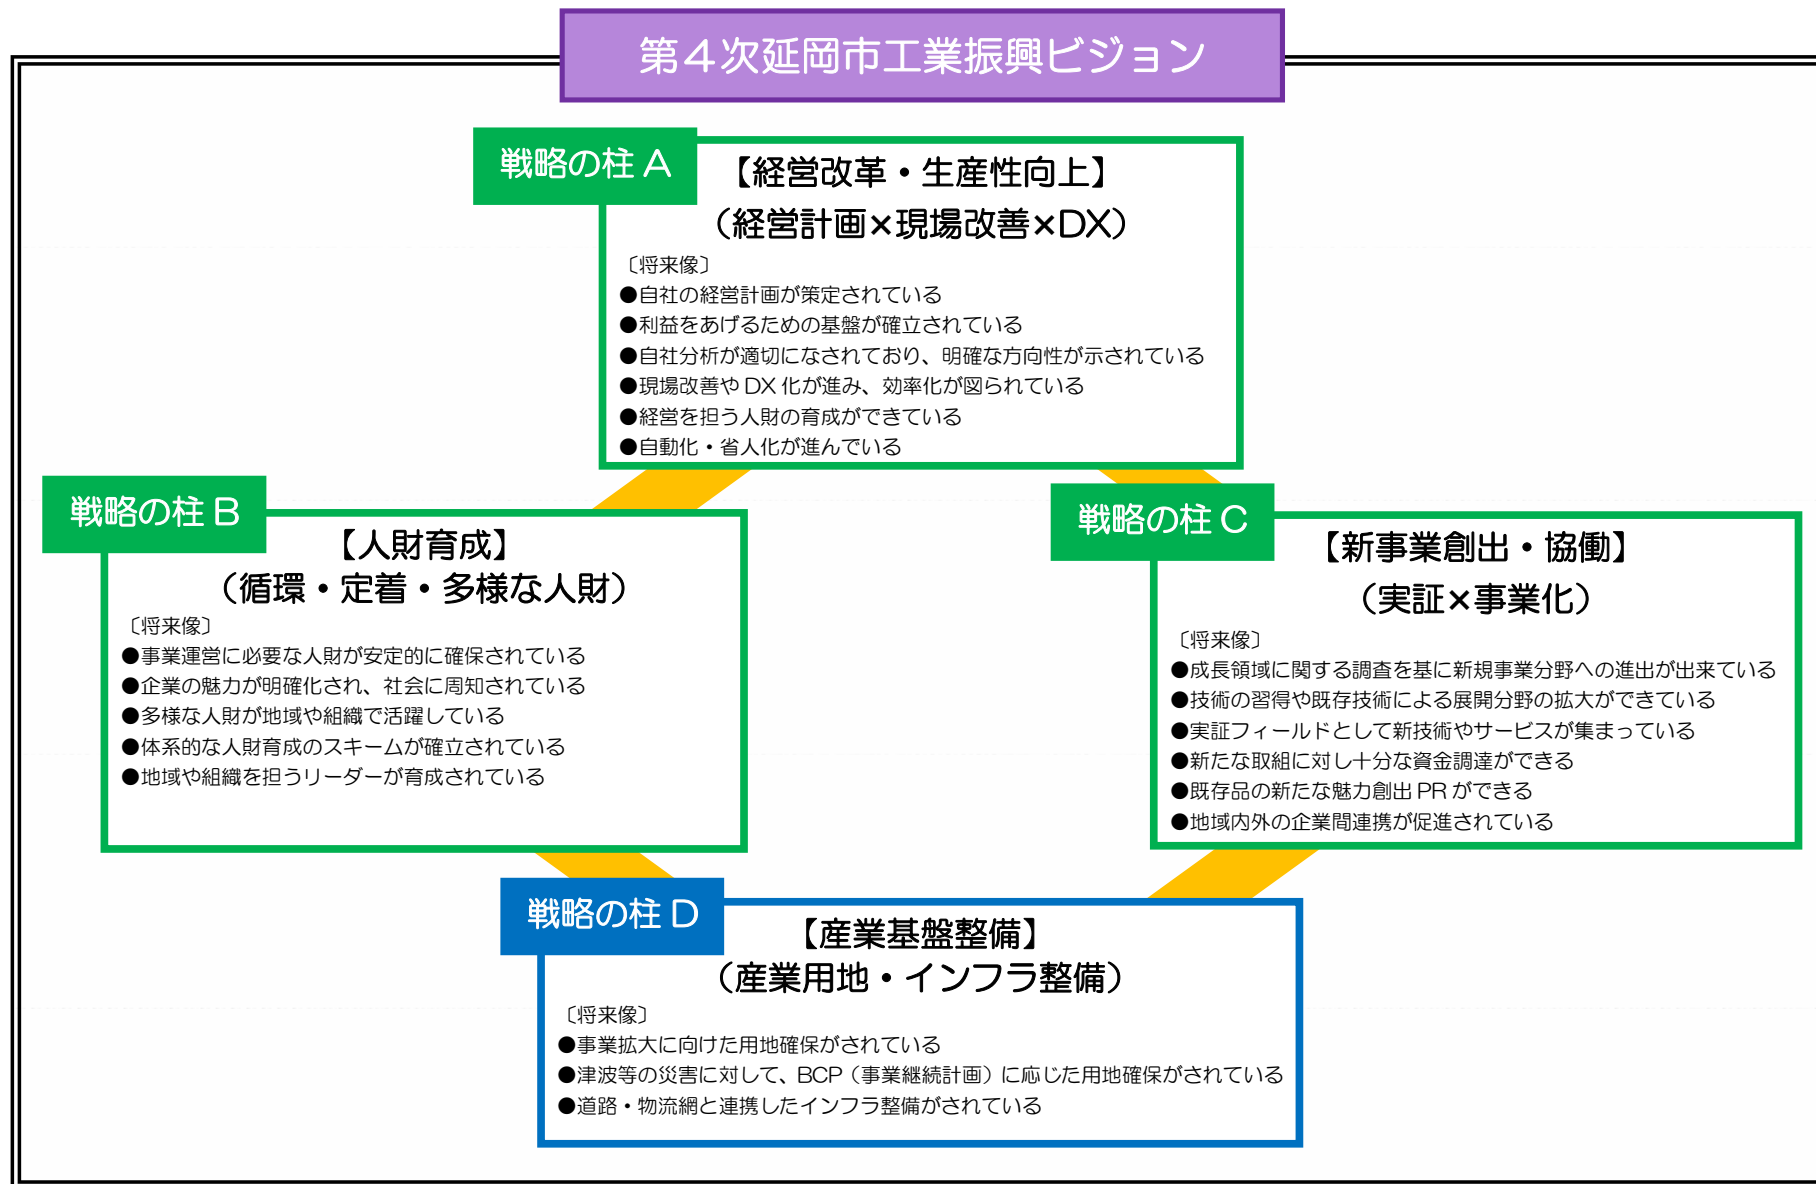 第４次延岡市工業振興ビジョン
戦略の柱 A
【経営改革・生産性向上】
（経営計画×現場改善×DX）
〔将来像〕
●自社の経営計画が策定されている
●利益をあげるための基盤が確立されている
●自社分析が適切になされており、明確な方向性が示されている
●現場改善や DX 化が進み、効率化が図られている
●経営を担う人財の育成ができている
●自動化・省人化が進んでいる
戦略の柱 B
【人財育成】
（循環・定着・多様な人財）
〔将来像〕
●事業運営に必要な人財が安定的に確保されている
●企業の魅力が明確化され、社会に周知されている
●多様な人財が地域や組織で活躍している
●体系的な人財育成のスキームが確立されている
●地域や組織を担うリーダーが育成されている
戦略の柱 C
【新事業創出・協働】
（実証×事業化）
〔将来像〕
●成長領域に関する調査を基に新規事業分野への進出が出来ている
●技術の習得や既存技術による展開分野の拡大ができている
●実証フィールドとして新技術やサービスが集まっている
●新たな取組に対し十分な資金調達ができる
●既存品の新たな魅力創出 PR ができる
●地域内外の企業間連携が促進されている
戦略の柱 D
【産業基盤整備】
（産業用地・インフラ整備）
〔将来像〕
●事業拡大に向けた用地確保がされている
●津波等の災害に対して、BCP（事業継続計画）に応じた用地確保がされている
●道路・物流網と連携したインフラ整備がされている